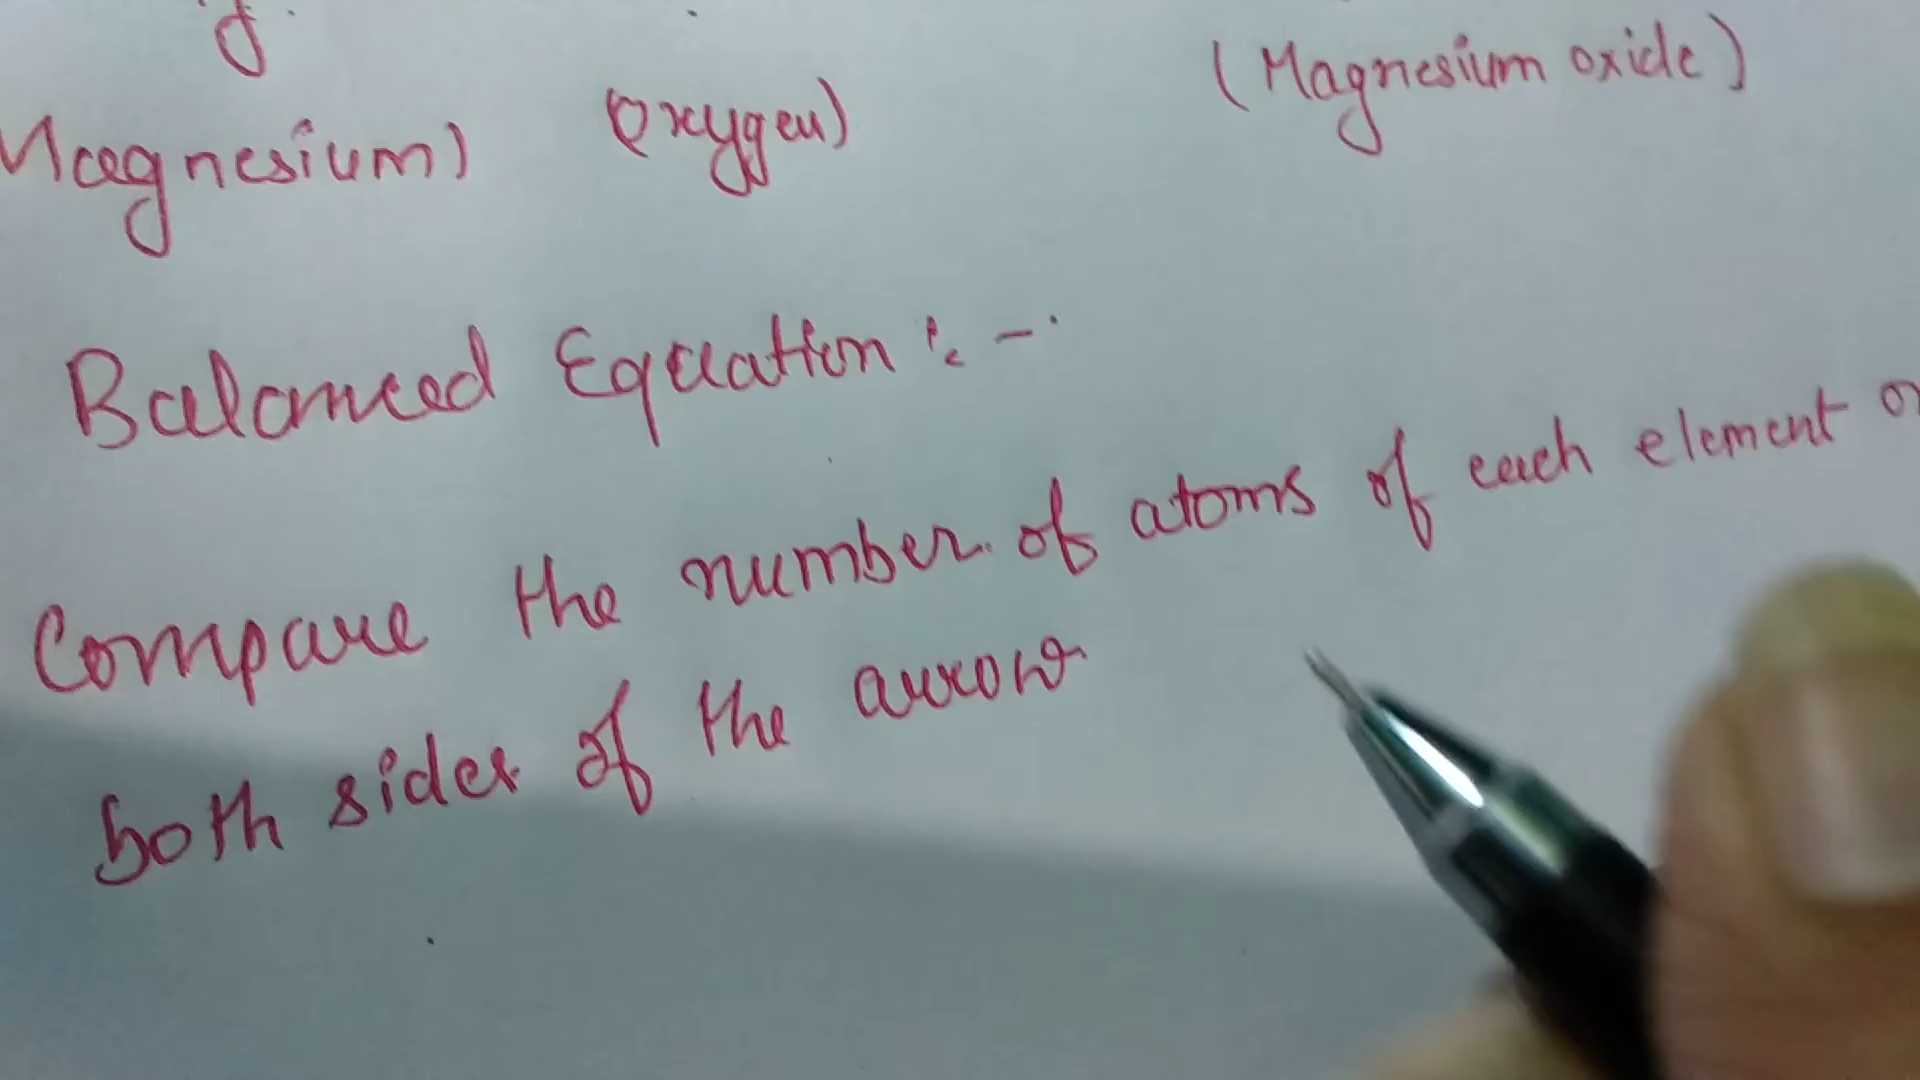 g
Magnesium) (Oxygen) (Magnesium oxide)
Balanced Equation :-
Compare the number of atoms of each element on
both sides of the arrow